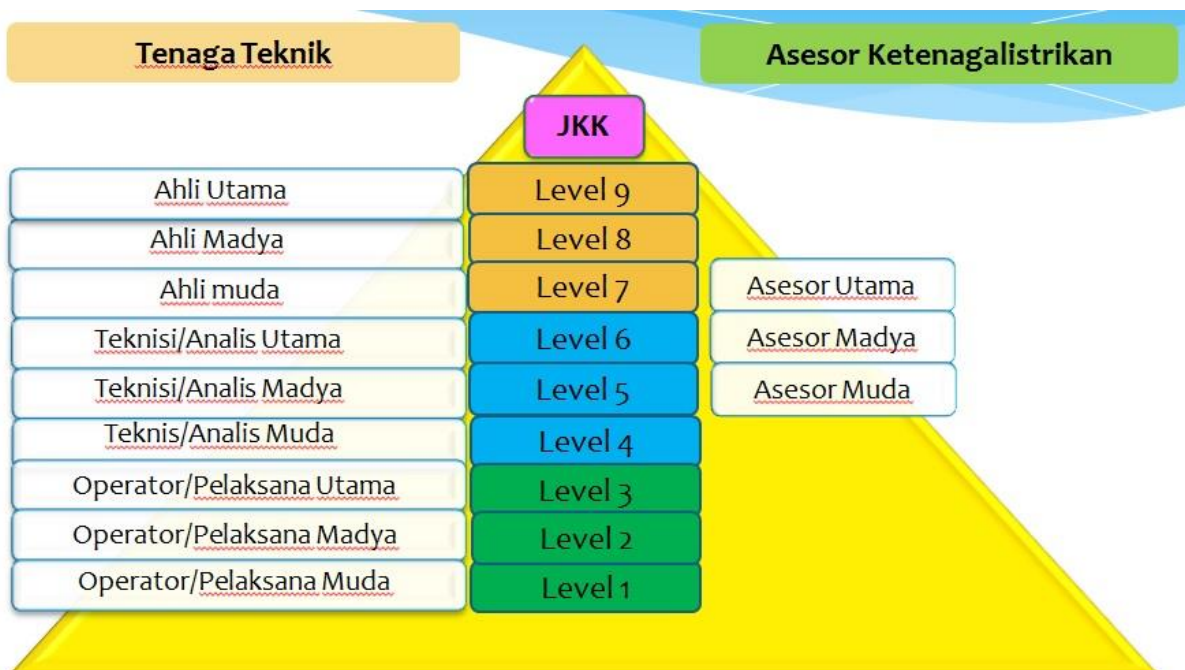 Tenaga Teknik
Asesor Ketenagalistrikan
JKK
Ahli Utama
Level 9
Ahli Madya
Level 8
Ahli muda
Level 7
Asesor Utama
Teknisi/Analis Utama
Level 6
Asesor Madya
Teknisi/Analis Madya
Level 5
Asesor Muda
Teknis/Analis Muda
Level 4
Operator/Pelaksana Utama
Level 3
Operator/Pelaksana Madya
Level 2
Operator/Pelaksana Muda
Level 1